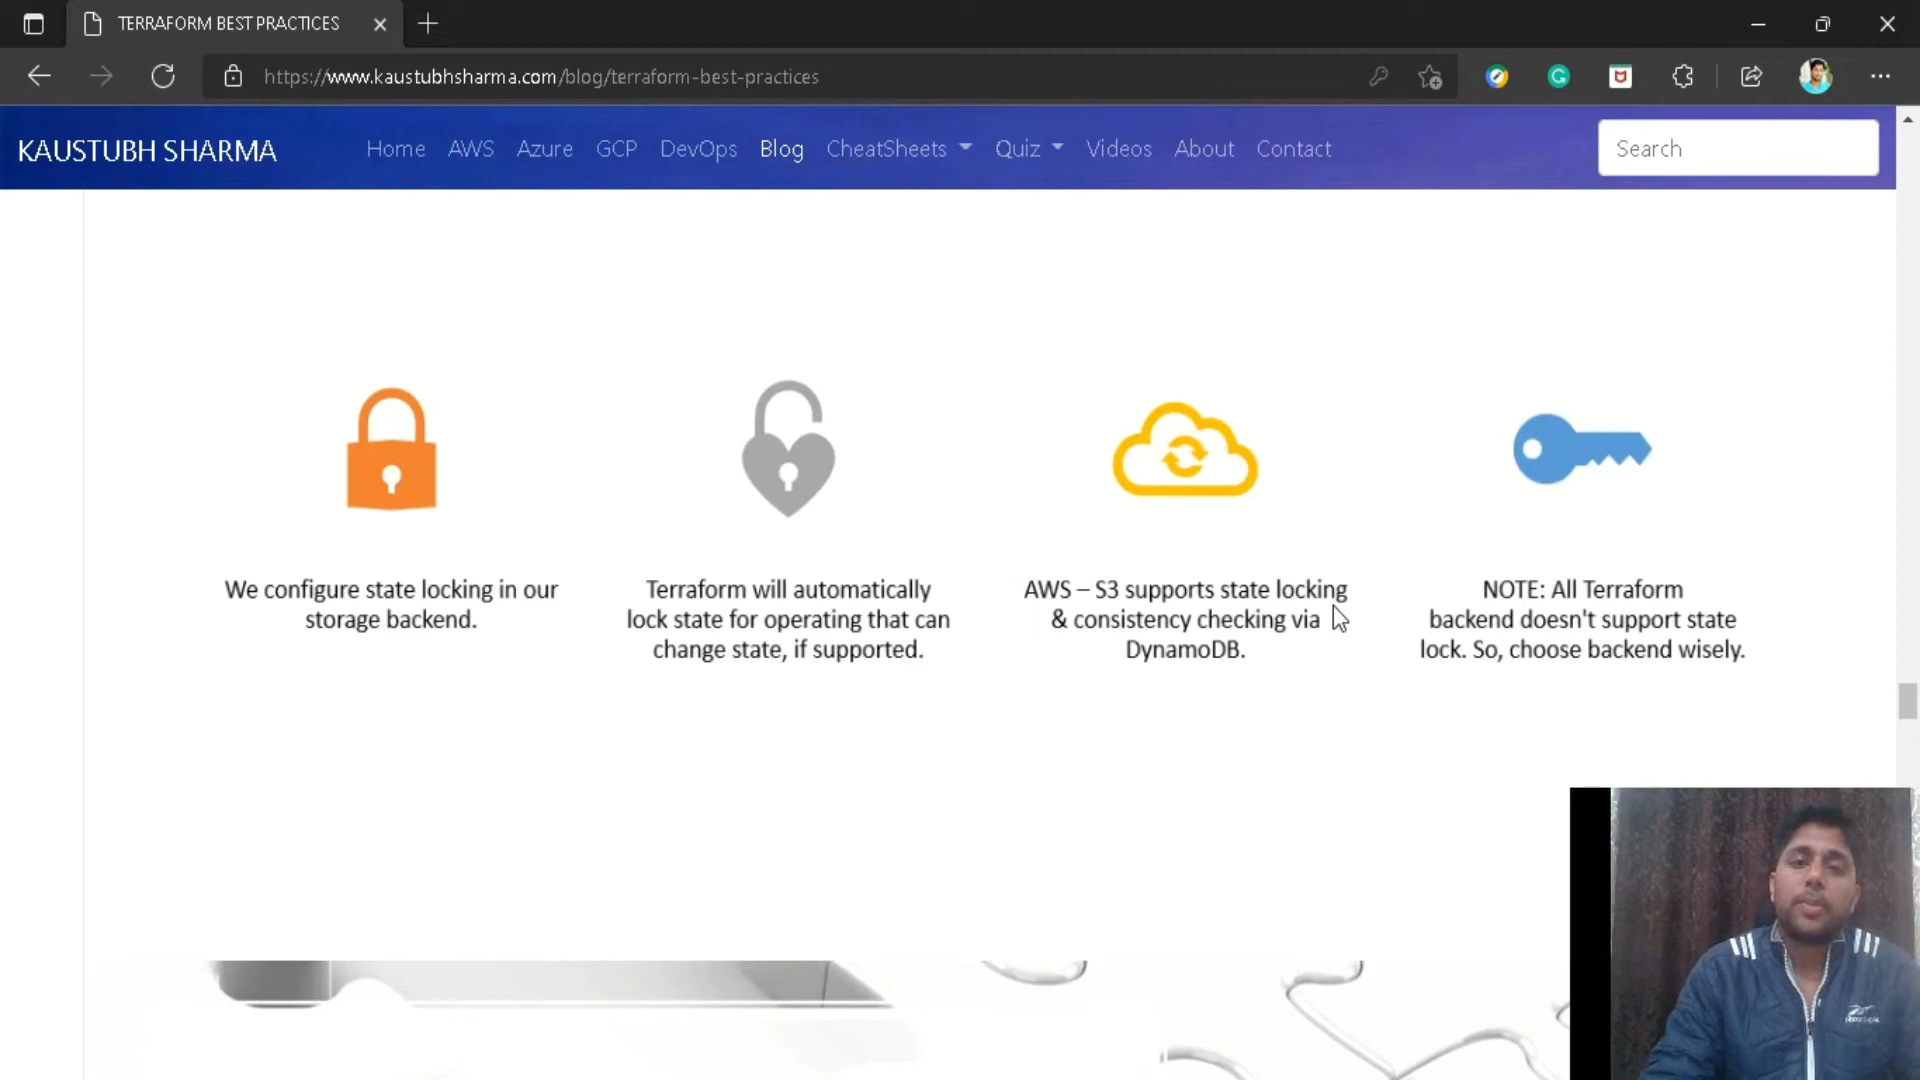 TERRAFORM BEST PRACTICES
https://www.kaustubhsharma.com/blog/terraform-best-practices
KAUSTUBH SHARMA Home AWS Azure GCP DevOps Blog CheatSheets Quiz Videos About Contact Search
We configure state locking in our
storage backend.
Terraform will automatically
lock state for operating that can
change state, if supported.
AWS – S3 supports state locking
& consistency checking via
DynamoDB.
NOTE: All Terraform
backend doesn't support state
lock. So, choose backend wisely.